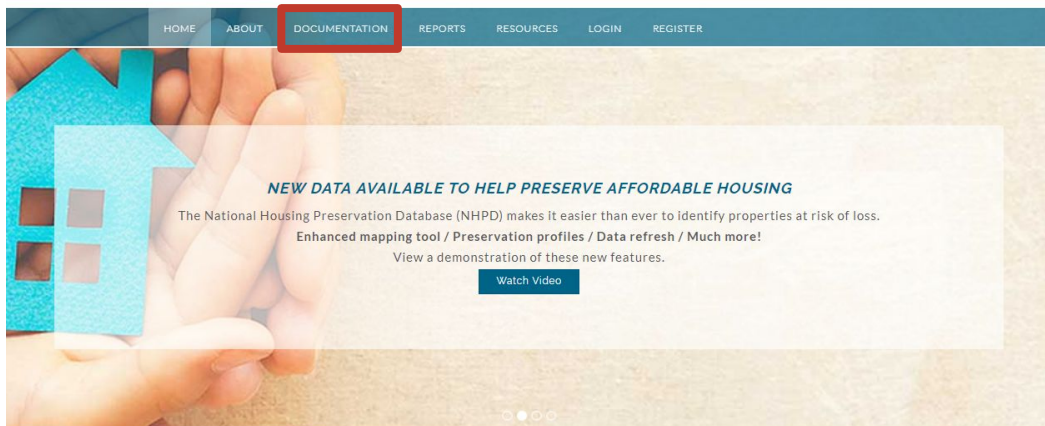 HOME ABOUT DOCUMENTATION REPORTS RESOURCES LOGIN REGISTER
NEW DATA AVAILABLE TO HELP PRESERVE AFFORDABLE HOUSING
The National Housing Preservation Database (NHPD) makes it easier than ever to identify properties at risk of loss.
Enhanced mapping tool / Preservation profiles / Data refresh / Much more!
View a demonstration of these new features.
Watch Video